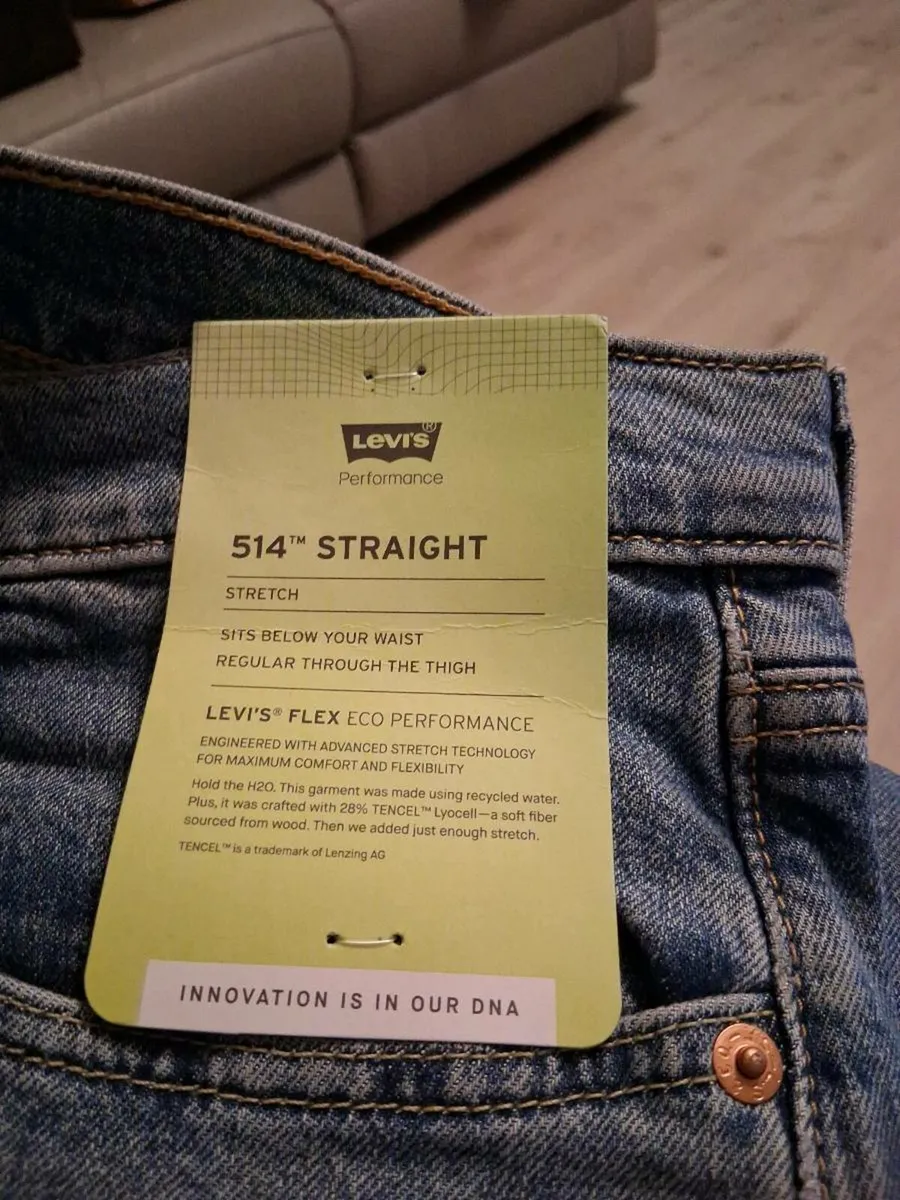 LEVI'S®
Performance
514™ STRAIGHT
STRETCH
SITS BELOW YOUR WAIST
REGULAR THROUGH THE THIGH
LEVI'S® FLEX ECO PERFORMANCE
ENGINEERED WITH ADVANCED STRETCH TECHNOLOGY
FOR MAXIMUM COMFORT AND FLEXIBILITY
Hold the H2O. This garment was made using recycled water.
Plus, it was crafted with 28% TENCEL™ Lyocell—a soft fiber
sourced from wood. Then we added just enough stretch.
TENCEL™ is a trademark of Lenzing AG
INNOVATION IS IN OUR DNA